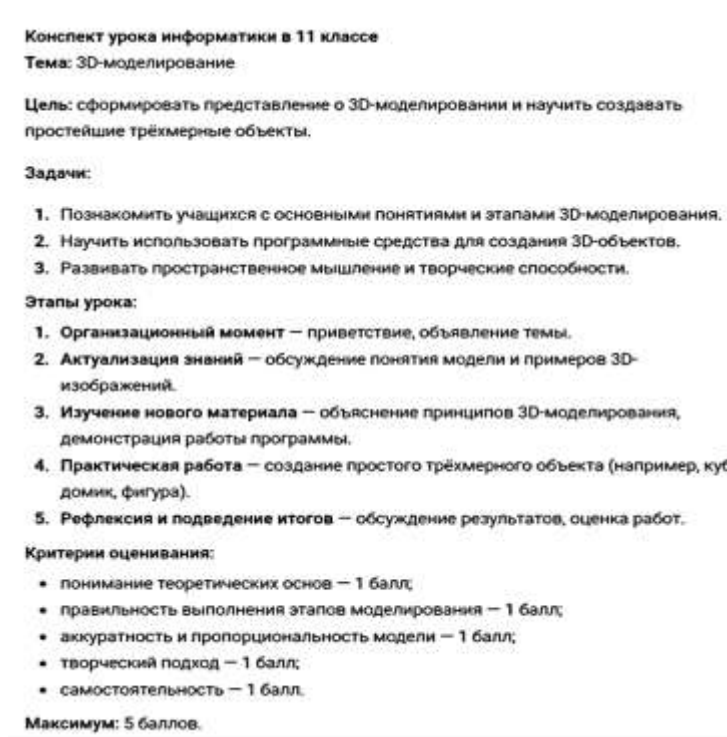 Конспект урока информатики в 11 классе
Тема: 3D-моделирование
Цель: сформировать представление о 3D-моделировании и научить создавать
простейшие трёхмерные объекты.
Задачи:
1. Познакомить учащихся с основными понятиями и этапами 3D-моделирования.
2. Научить использовать программные средства для создания 3D-объектов.
3. Развивать пространственное мышление и творческие способности.
Этапы урока:
1. Организационный момент — приветствие, объявление темы.
2. Актуализация знаний — обсуждение понятия модели и примеров 3D-
изображений.
3. Изучение нового материала — объяснение принципов 3D-моделирования,
демонстрация работы программы.
4. Практическая работа — создание простого трёхмерного объекта (например, куб
домик, фигура).
5. Рефлексия и подведение итогов — обсуждение результатов, оценка работ.
Критерии оценивания:
• понимание теоретических основ — 1 балл;
• правильность выполнения этапов моделирования — 1 балл;
• аккуратность и пропорциональность модели — 1 балл;
• творческий подход — 1 балл;
• самостоятельность — 1 балл.
Максимум: 5 баллов.